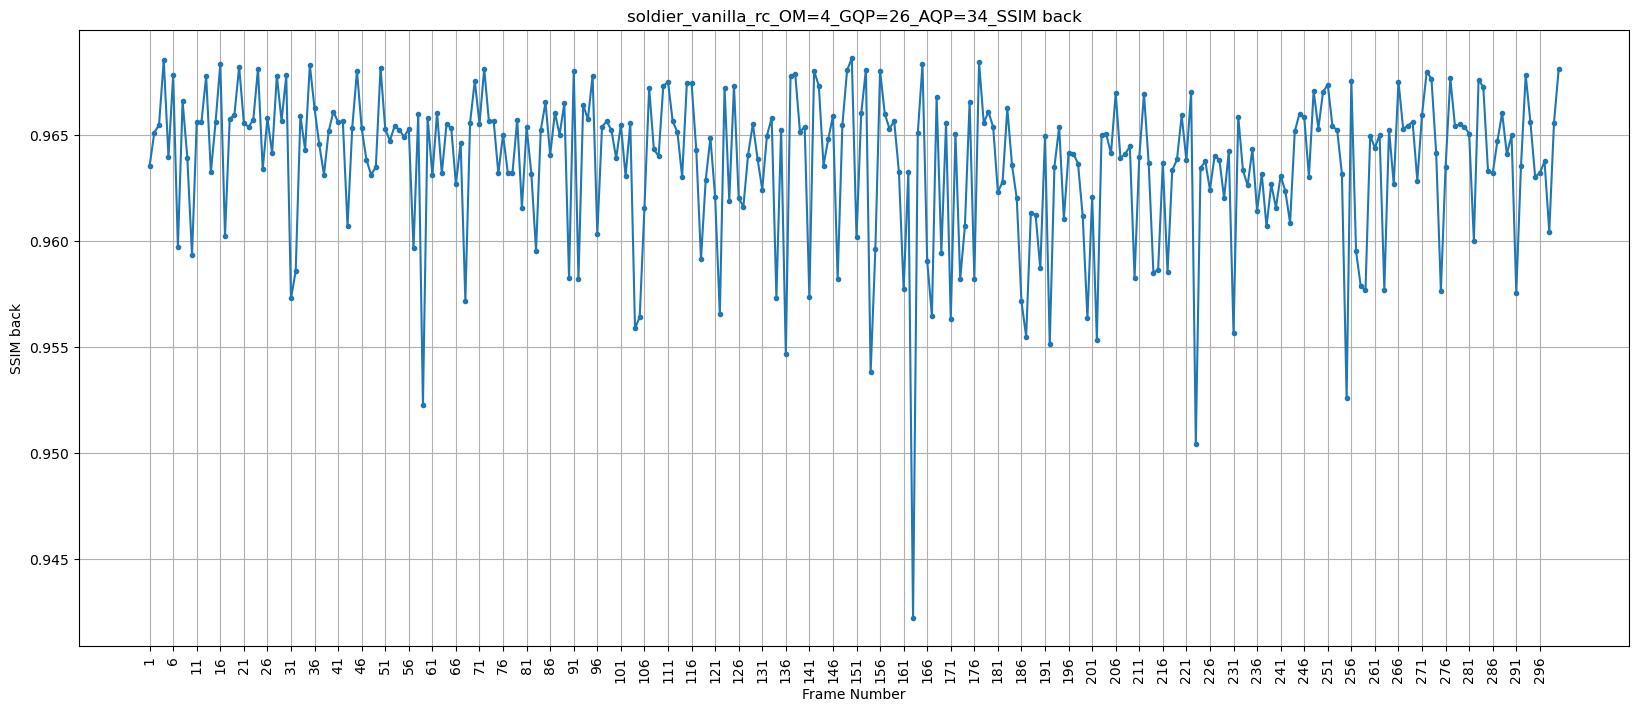 soldier_vanilla_rc_OM=4_GQP=26_AQP=34_SSIM back
SSIM back
0.965
0.960
0.955
0.950
0.945
1 6 11 16 21 26 31 36 41 46 51 56 61 66 71 76 81 86 91 96 101 106 111 116 121 126 131 136 141 146 151 156 161 166 171 176 181 186 191 196 201 206 211 216 221 226 231 236 241 246 251 256 261 266 271 276 281 286 291 296
Frame Number